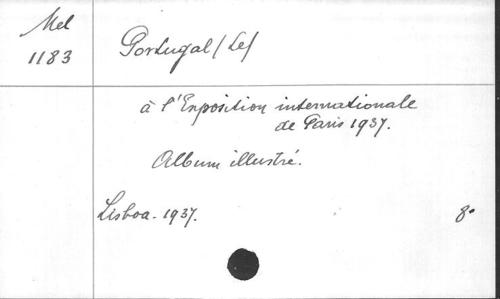 Mel
1183
Portugal /Le/
à l'Exposition internationale
de Paris 1937.
Album illustré.
Lisboa. 1937.
8°